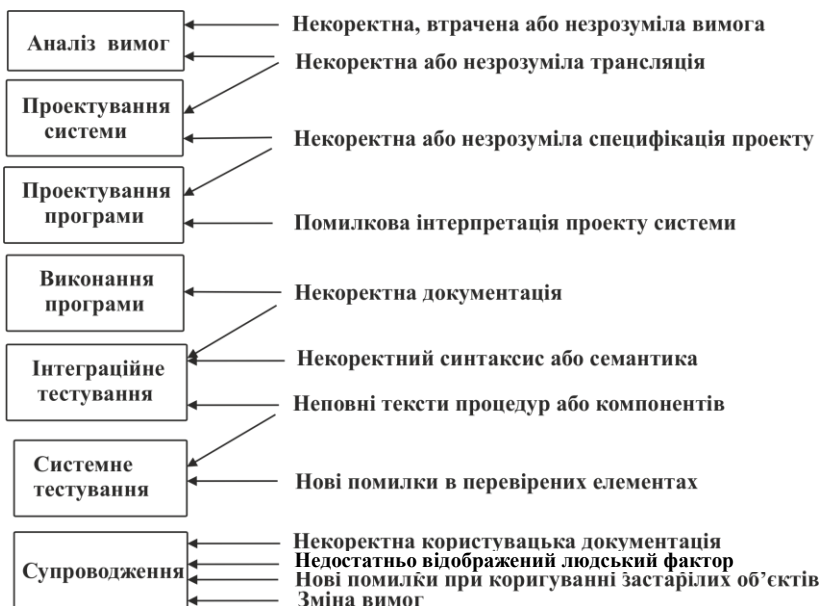 Аналіз вимог
Некоректна, втрачена або незрозуміла вимога
Некоректна або незрозуміла трансляція
Проектування
системи
Некоректна або незрозуміла специфікація проекту
Проектування
програми
Помилкова інтерпретація проекту системи
Виконання
програми
Некоректна документація
Інтеграційне
тестування
Некоректний синтаксис або семантика
Неповні тексти процедур або компонентів
Системне
тестування
Нові помилки в перевірених елементах
Супроводження
Некоректна користувацька документація
Недостатньо відображений людський фактор
Нові помилки при коригуванні застарілих об’єктів
Зміна вимог